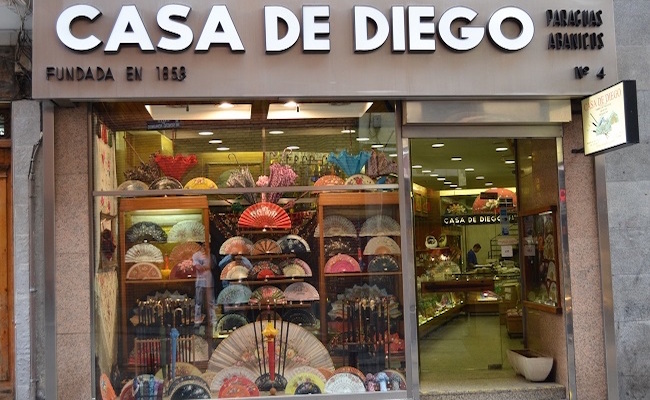 CASA DE DIEGO
PARAGUAS
ABANICOS
FUNDADA EN 1858
Nº 4
CASA DE DIEGO
CASA DE DIEGO